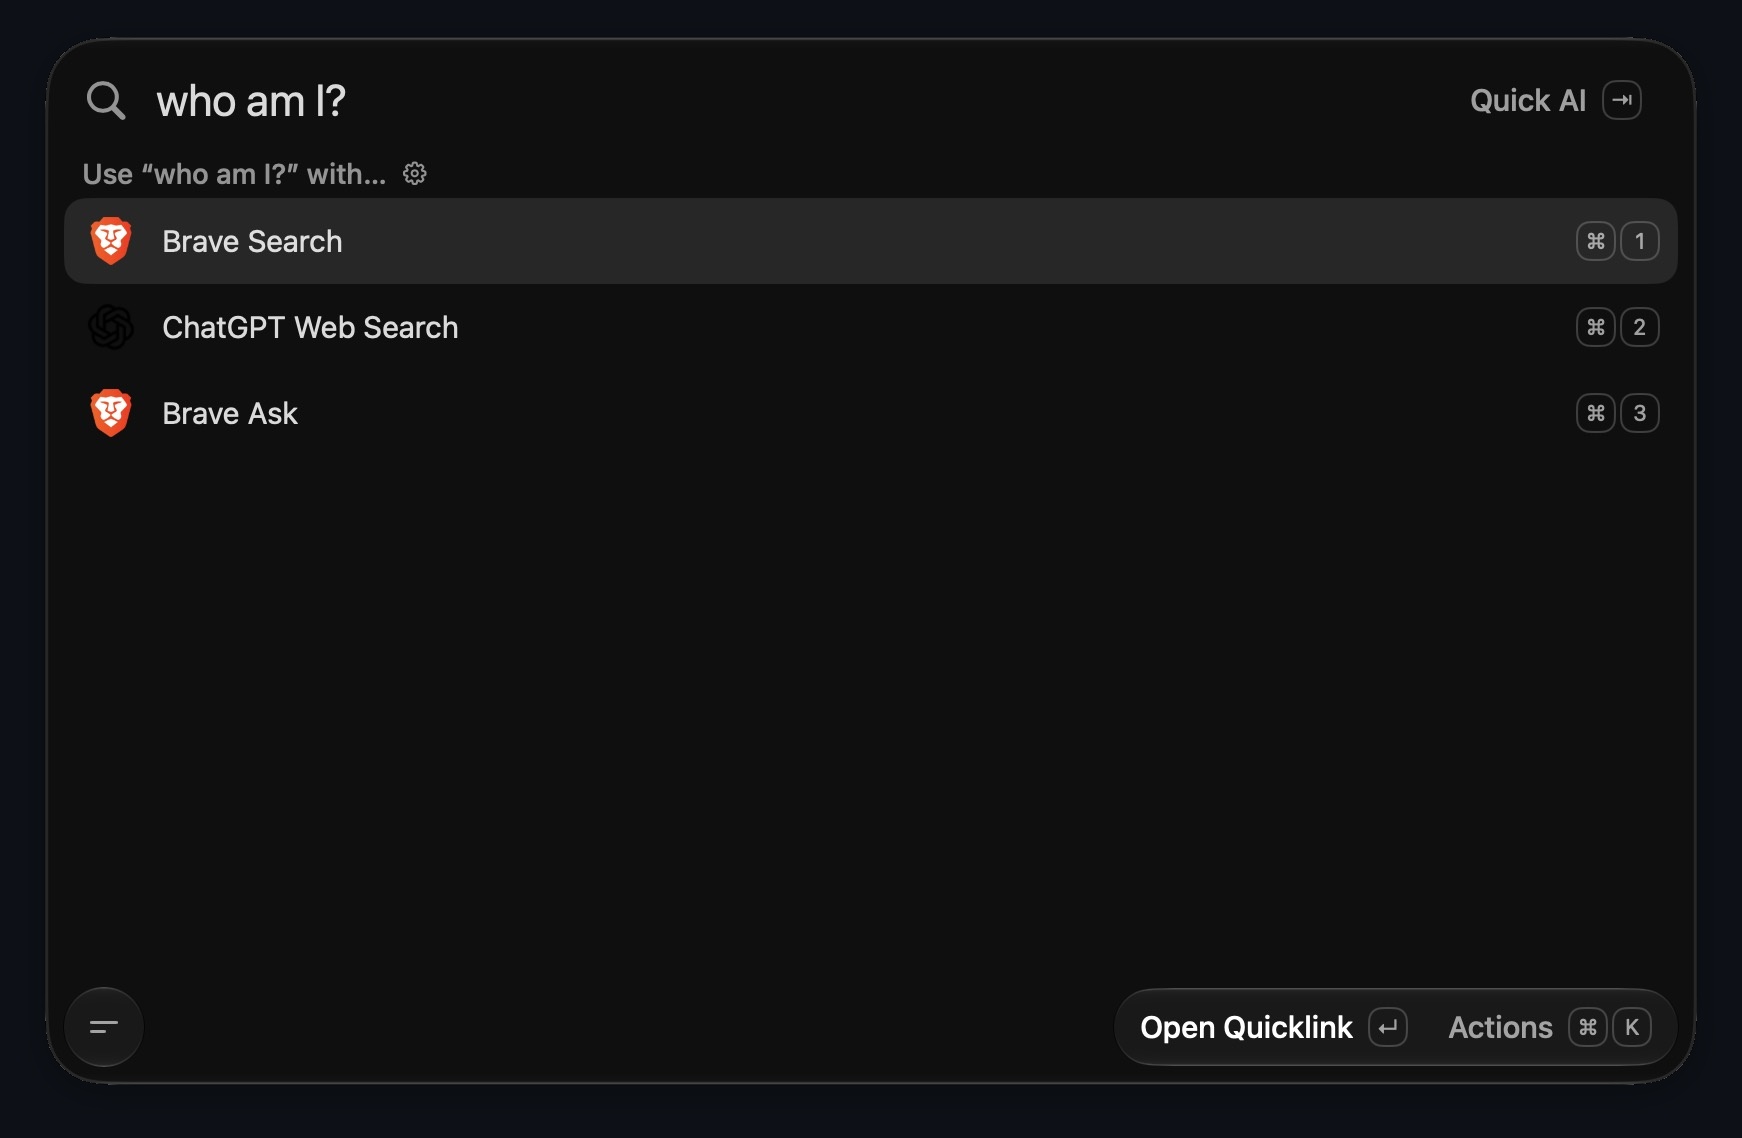 who am I?
Quick AI ⇥
Use “who am I?” with...
Brave Search ⌘ 1
ChatGPT Web Search ⌘ 2
Brave Ask ⌘ 3
Open Quicklink ↵ Actions ⌘ K